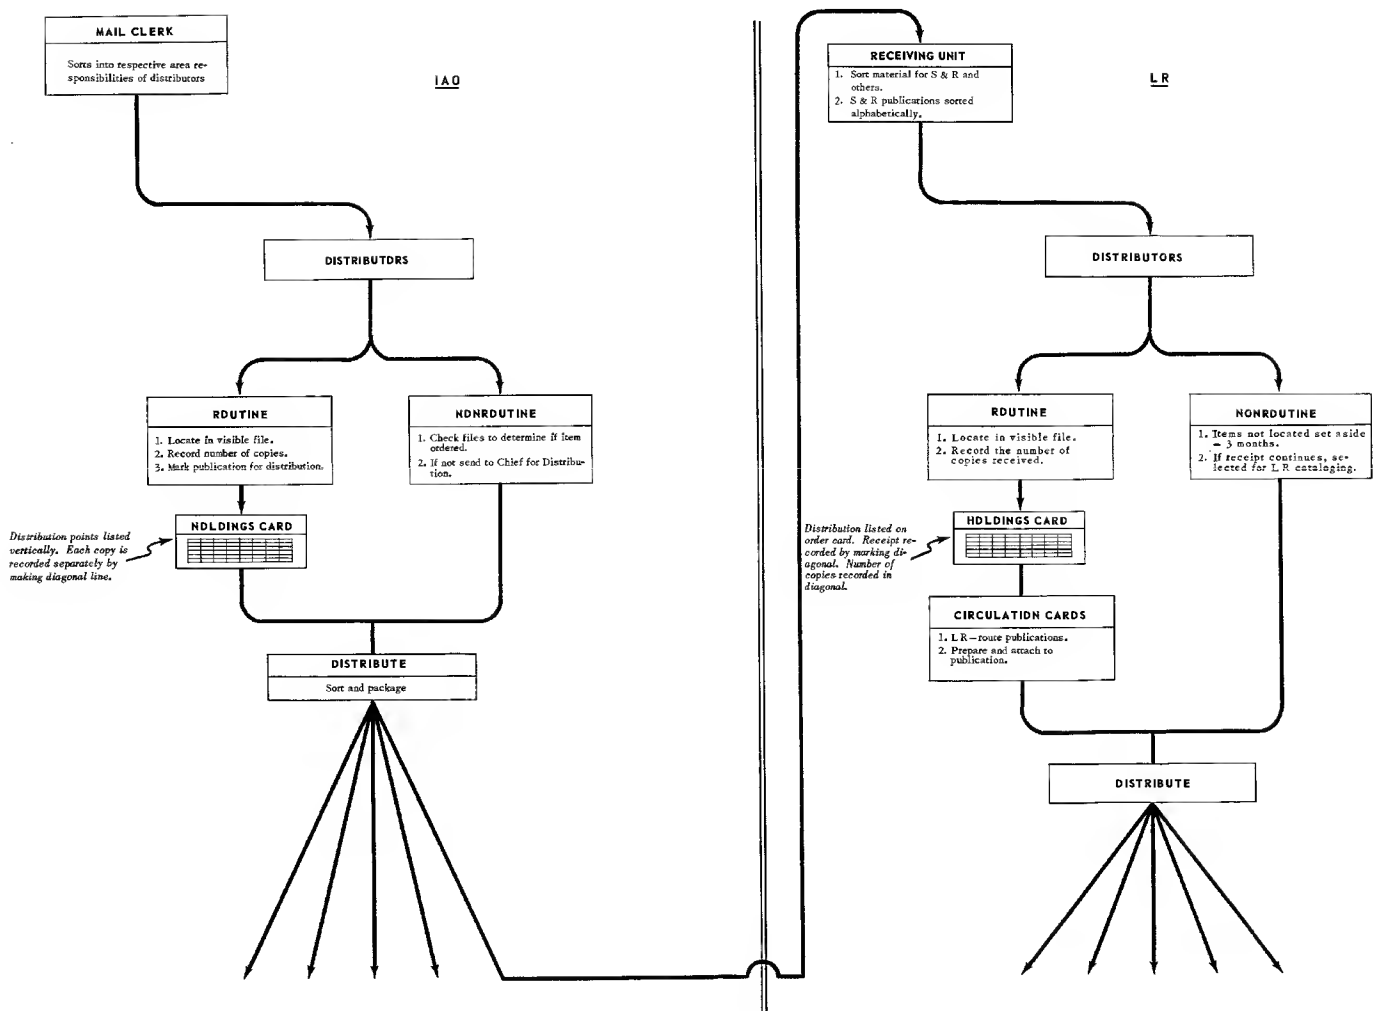 MAIL CLERK
Sorts into respective area re-
sponsibilities of distributors
IAO
DISTRIBUTDRS
RDUTINE
1. Locate in visible file.
2. Record number of copies.
3. Mark publication for distribution.
NDNRDUTINE
1. Check files to determine if item
ordered.
2. If not send to Chief for Distribu-
tion.
NDLDINGS CARD
Distribution points listed
vertically. Each copy is
recorded separately by
making diagonal line.
DISTRIBUTE
Sort and package
RECEIVING UNIT
1. Sort material for S & R and
others.
2. S & R publications sorted
alphabetically.
LR
DISTRIBUTORS
RDUTINE
1. Locate in visible file.
2. Record the number of
copies received.
NONRDUTINE
1. Items not located set aside
– 3 months.
2. If receipt continues, se-
lected for LR cataloging.
HDLDINGS CARD
Distribution listed on
order card. Receipt re-
corded by marking di-
agonal. Number of
copies recorded in
diagonal.
CIRCULATIDN CARDS
1. LR—route publications.
2. Prepare and attach to
publication.
DISTRIBUTE